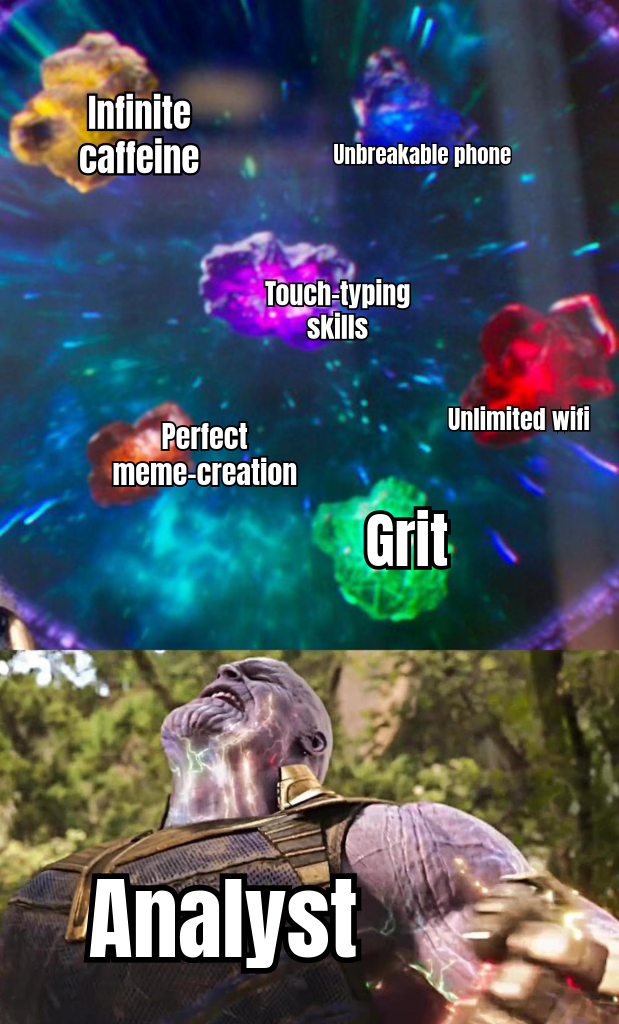 Infinite
caffeine
Unbreakable phone
Touch-typing
skills
Unlimited wifi
Perfect
meme-creation
Grit
Analyst